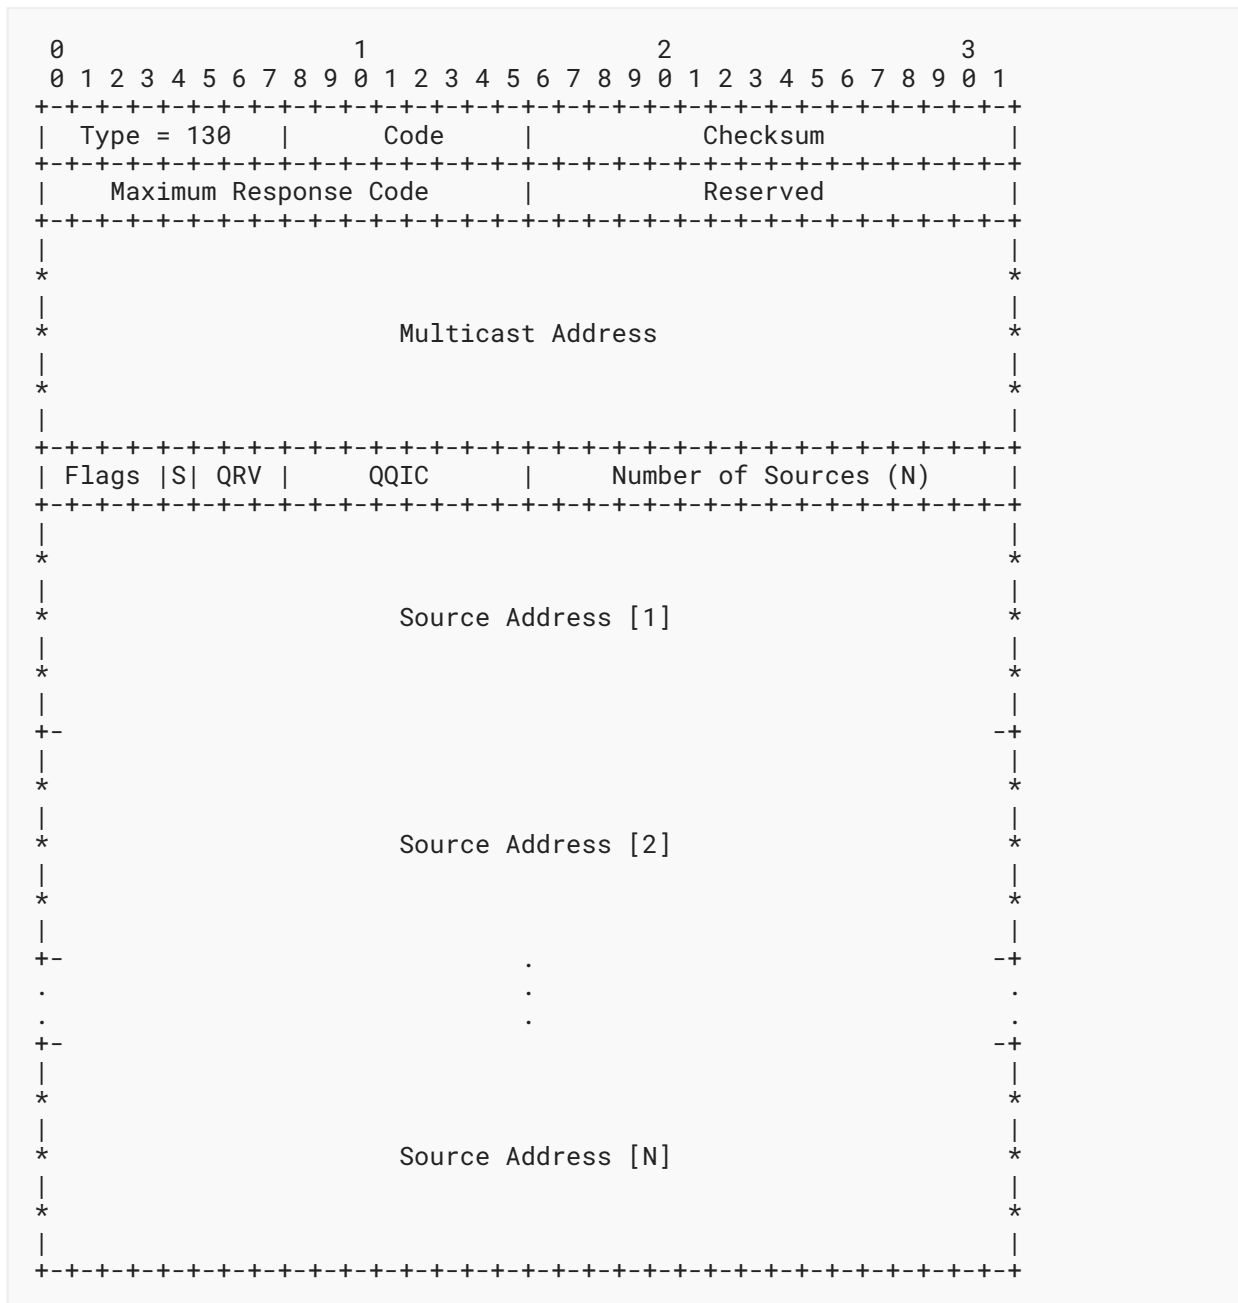 0                   1                   2                   3
 0 1 2 3 4 5 6 7 8 9 0 1 2 3 4 5 6 7 8 9 0 1 2 3 4 5 6 7 8 9 0 1
+-+-+-+-+-+-+-+-+-+-+-+-+-+-+-+-+-+-+-+-+-+-+-+-+-+-+-+-+-+-+-+-+
|  Type = 130   |      Code     |           Checksum            |
+-+-+-+-+-+-+-+-+-+-+-+-+-+-+-+-+-+-+-+-+-+-+-+-+-+-+-+-+-+-+-+-+
|    Maximum Response Code      |           Reserved            |
+-+-+-+-+-+-+-+-+-+-+-+-+-+-+-+-+-+-+-+-+-+-+-+-+-+-+-+-+-+-+-+-+
|                                                               |
*                                                               *
|                                                               |
*                       Multicast Address                       *
|                                                               |
*                                                               *
|                                                               |
+-+-+-+-+-+-+-+-+-+-+-+-+-+-+-+-+-+-+-+-+-+-+-+-+-+-+-+-+-+-+-+-+
| Flags |S| QRV |     QQIC      |     Number of Sources (N)     |
+-+-+-+-+-+-+-+-+-+-+-+-+-+-+-+-+-+-+-+-+-+-+-+-+-+-+-+-+-+-+-+-+
|                                                               |
*                                                               *
|                                                               |
*                       Source Address [1]                      *
|                                                               |
*                                                               *
|                                                               |
+-                                                             -+
|                                                               |
*                                                               *
|                                                               |
*                       Source Address [2]                      *
|                                                               |
*                                                               *
|                                                               |
+-                              .                              -+
.                               .                               .
.                               .                               .
+-                                                             -+
|                                                               |
*                                                               *
|                                                               |
*                       Source Address [N]                      *
|                                                               |
*                                                               *
|                                                               |
+-+-+-+-+-+-+-+-+-+-+-+-+-+-+-+-+-+-+-+-+-+-+-+-+-+-+-+-+-+-+-+-+